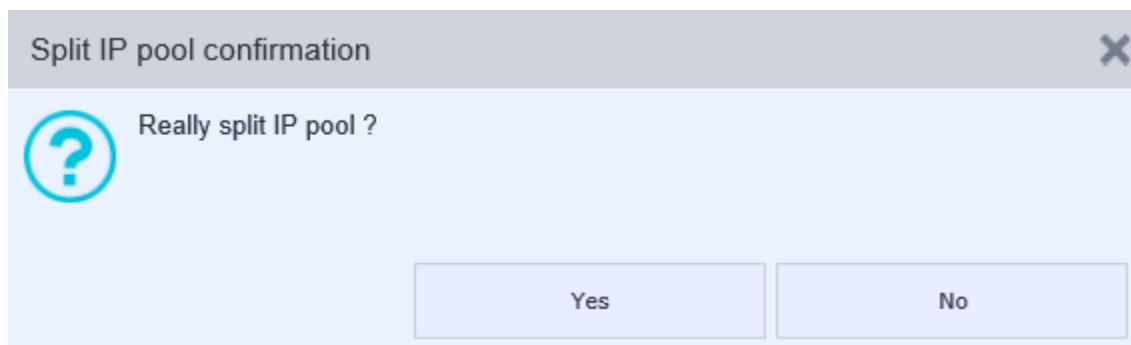 Split IP pool confirmation
Really split IP pool ?
Yes
No